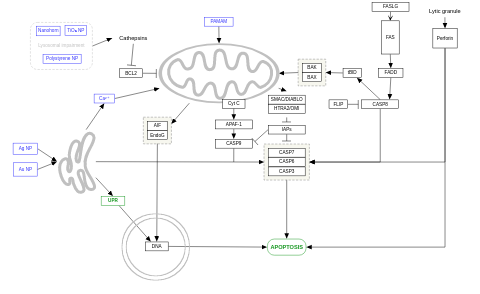 FASLG
Lytic granule
PAMAM
Nanohorn
TiO₂ NP
FAS
Perforin
Cathepsins
Lysosomal impairment
Polystyrene NP
BAK
BAX
BCL2
tBID
FADD
Ca²⁺
Cyt C
SMAC/DIABLO
HTRA2/OMI
FLIP
CASP8
AIF
EndoG
APAF-1
IAPs
CASP9
Ag NP
Au NP
CASP7
CASP6
CASP3
UPR
DNA
APOPTOSIS